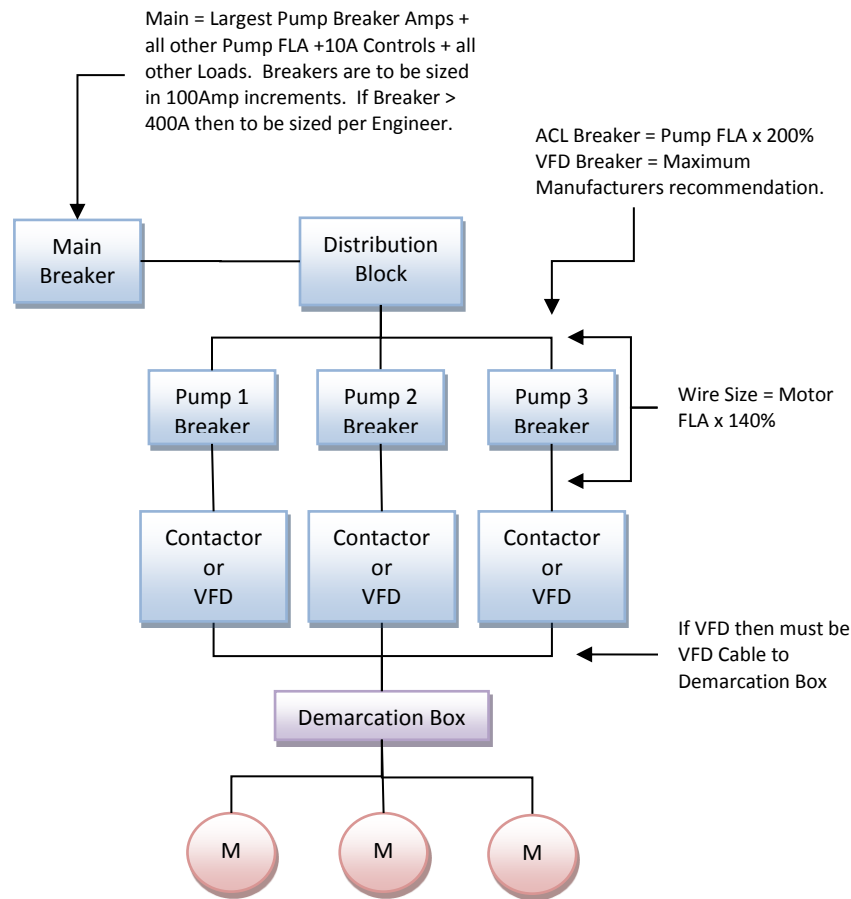 Main = Largest Pump Breaker Amps +
all other Pump FLA +10A Controls + all
other Loads.  Breakers are to be sized
in 100Amp increments.  If Breaker >
400A then to be sized per Engineer.
ACL Breaker = Pump FLA x 200%
VFD Breaker = Maximum
Manufacturers recommendation.
Main
Breaker
Distribution
Block
Pump 1
Breaker
Pump 2
Breaker
Pump 3
Breaker
Wire Size = Motor
FLA x 140%
Contactor
or
VFD
Contactor
or
VFD
Contactor
or
VFD
If VFD then must be
VFD Cable to
Demarcation Box
Demarcation Box
M
M
M